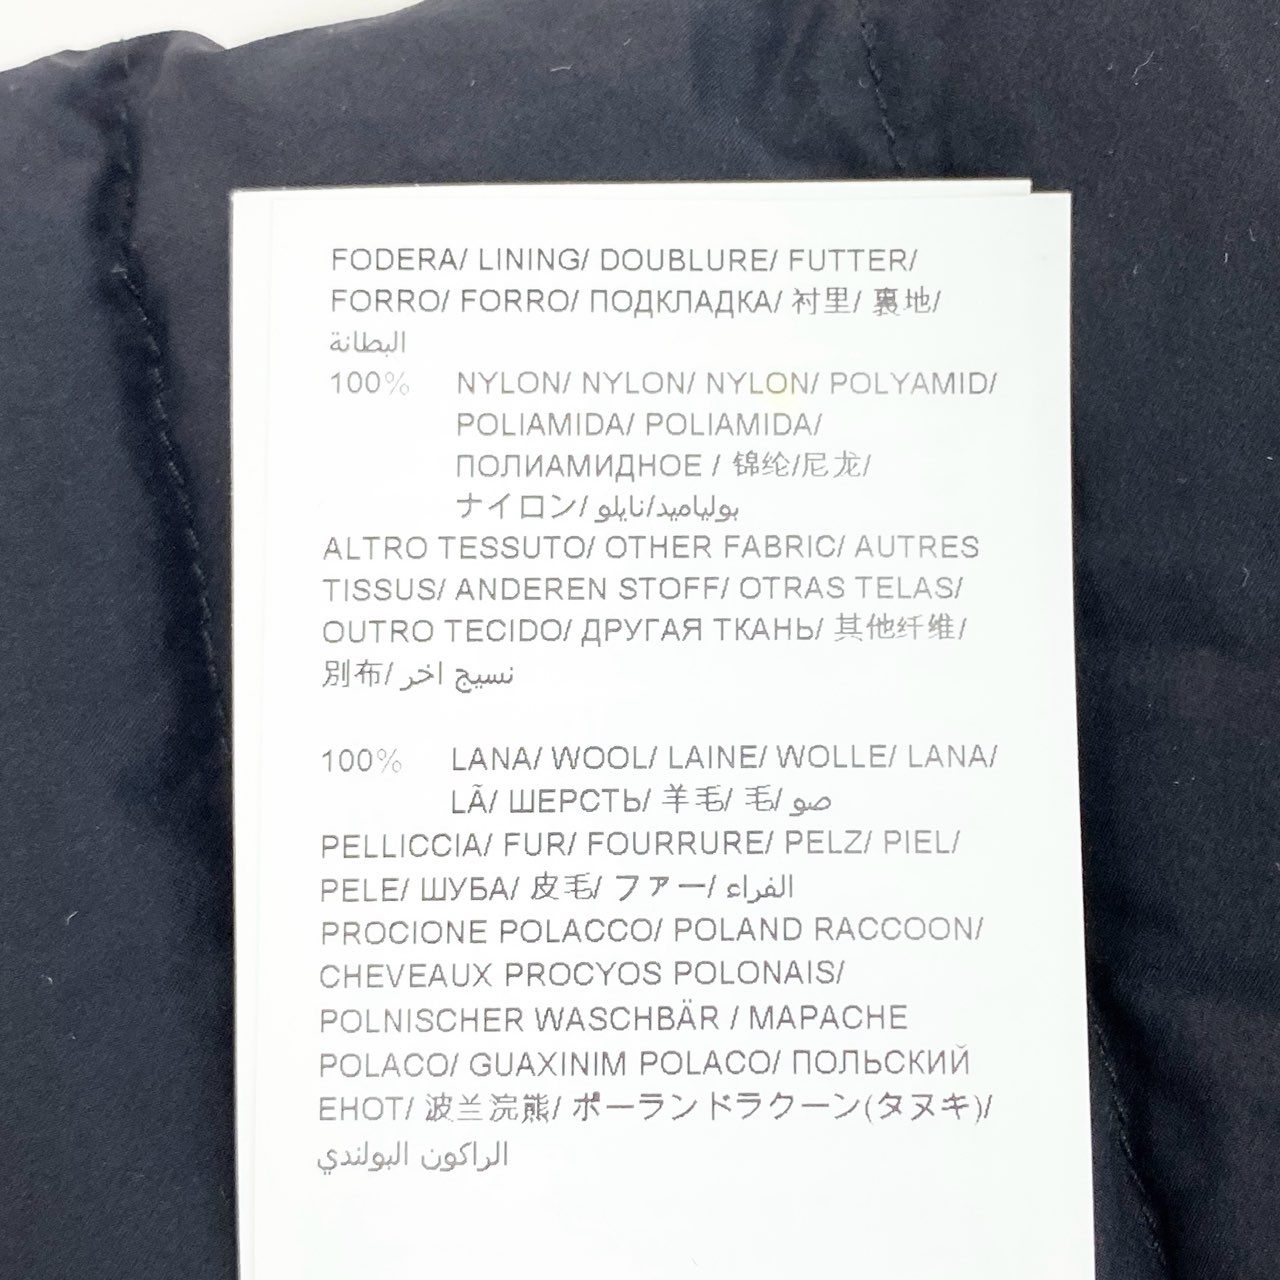 FODERA/ LINING/ DOUBLURE/ FUTTER/
FORRO/ FORRO/ ПОДКЛАДКА/ 衬里/ 裏地/
البطانة
100% NYLON/ NYLON/ NYLON/ POLYAMID/
POLIAMIDA/ POLIAMIDA/
ПОЛИАМИДНОЕ / 锦纶/尼龙/
ナイロン/ بولياميد/نايلو
ALTRO TESSUTO/ OTHER FABRIC/ AUTRES
TISSUS/ ANDEREN STOFF/ OTRAS TELAS/
OUTRO TECIDO/ ДРУГАЯ ТКАНЬ/ 其他纤维/
別布/ نسيج اخر
100% LANA/ WOOL/ LAINE/ WOLLE/ LANA/
LÃ/ ШЕРСТЬ/ 羊毛/ 毛/ صو
PELLICCIA/ FUR/ FOURRURE/ PELZ/ PIEL/
PELE/ ШУБА/ 皮毛/ ファー/ الفراء
PROCIONE POLACCO/ POLAND RACCOON/
CHEVEAUX PROCYOS POLONAIS/
POLNISCHER WASCHBÄR / MAPACHE
POLACO/ GUAXINIM POLACO/ ПОЛЬСКИЙ
ЕНОТ/ 波兰浣熊/ ポーランドラクーン(タヌキ)/
الراكون البولندي